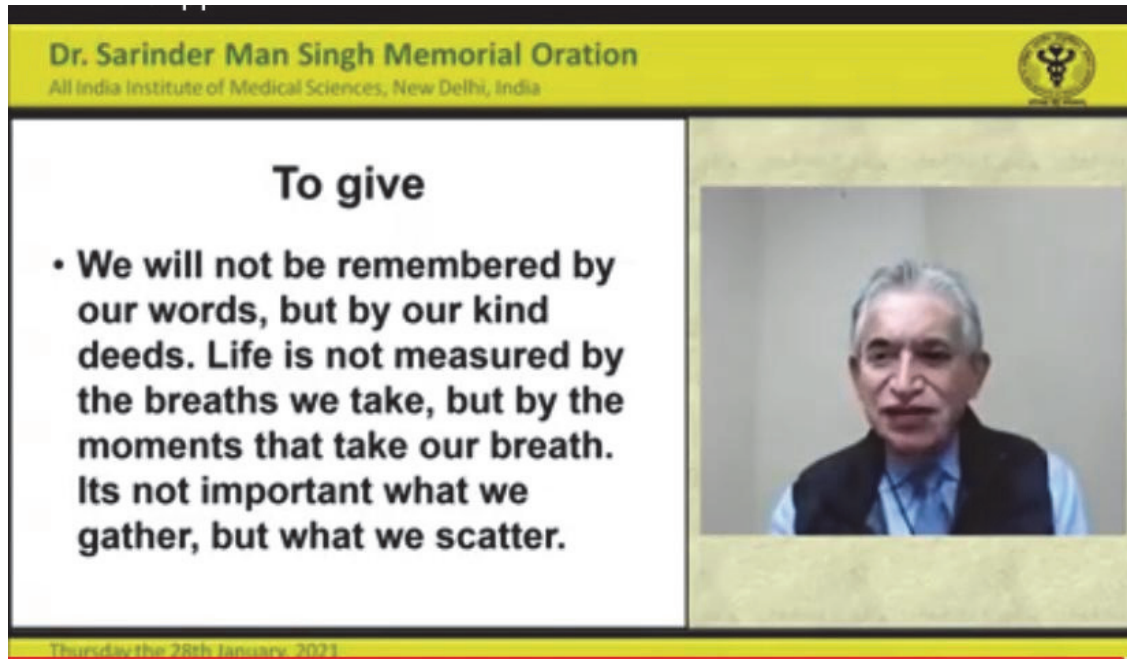 Dr. Sarinder Man Singh Memorial Oration
All India Institute of Medical Sciences, New Delhi, India
To give
• We will not be remembered by
our words, but by our kind
deeds. Life is not measured by
the breaths we take, but by the
moments that take our breath.
Its not important what we
gather, but what we scatter.
Thursday the 28th January, 2021